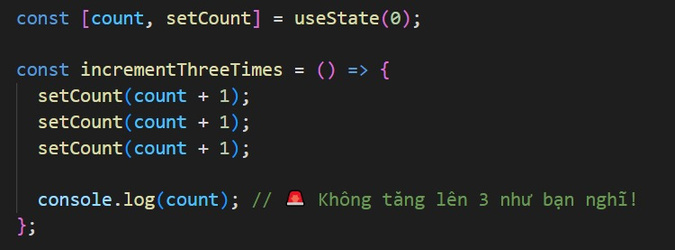 const [count, setCount] = useState(0);
const incrementThreeTimes = () => {
setCount(count + 1);
setCount(count + 1);
setCount(count + 1);
console.log(count); // 🚨 Không tăng lên 3 như bạn nghĩ!
};